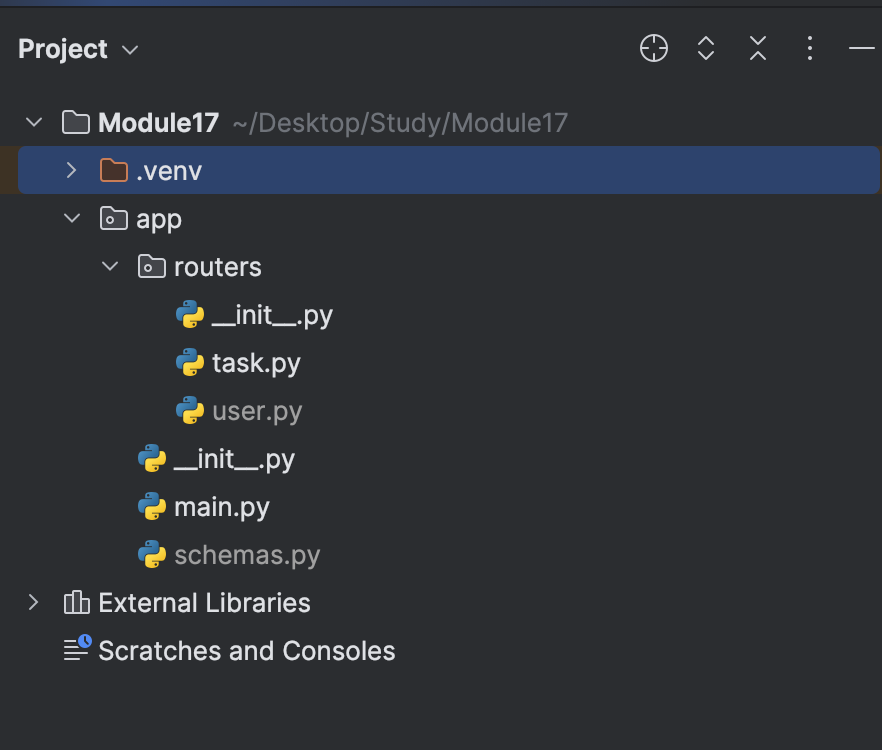 Project
Module17 ~/Desktop/Study/Module17
.venv
app
routers
__init__.py
task.py
user.py
__init__.py
main.py
schemas.py
External Libraries
Scratches and Consoles